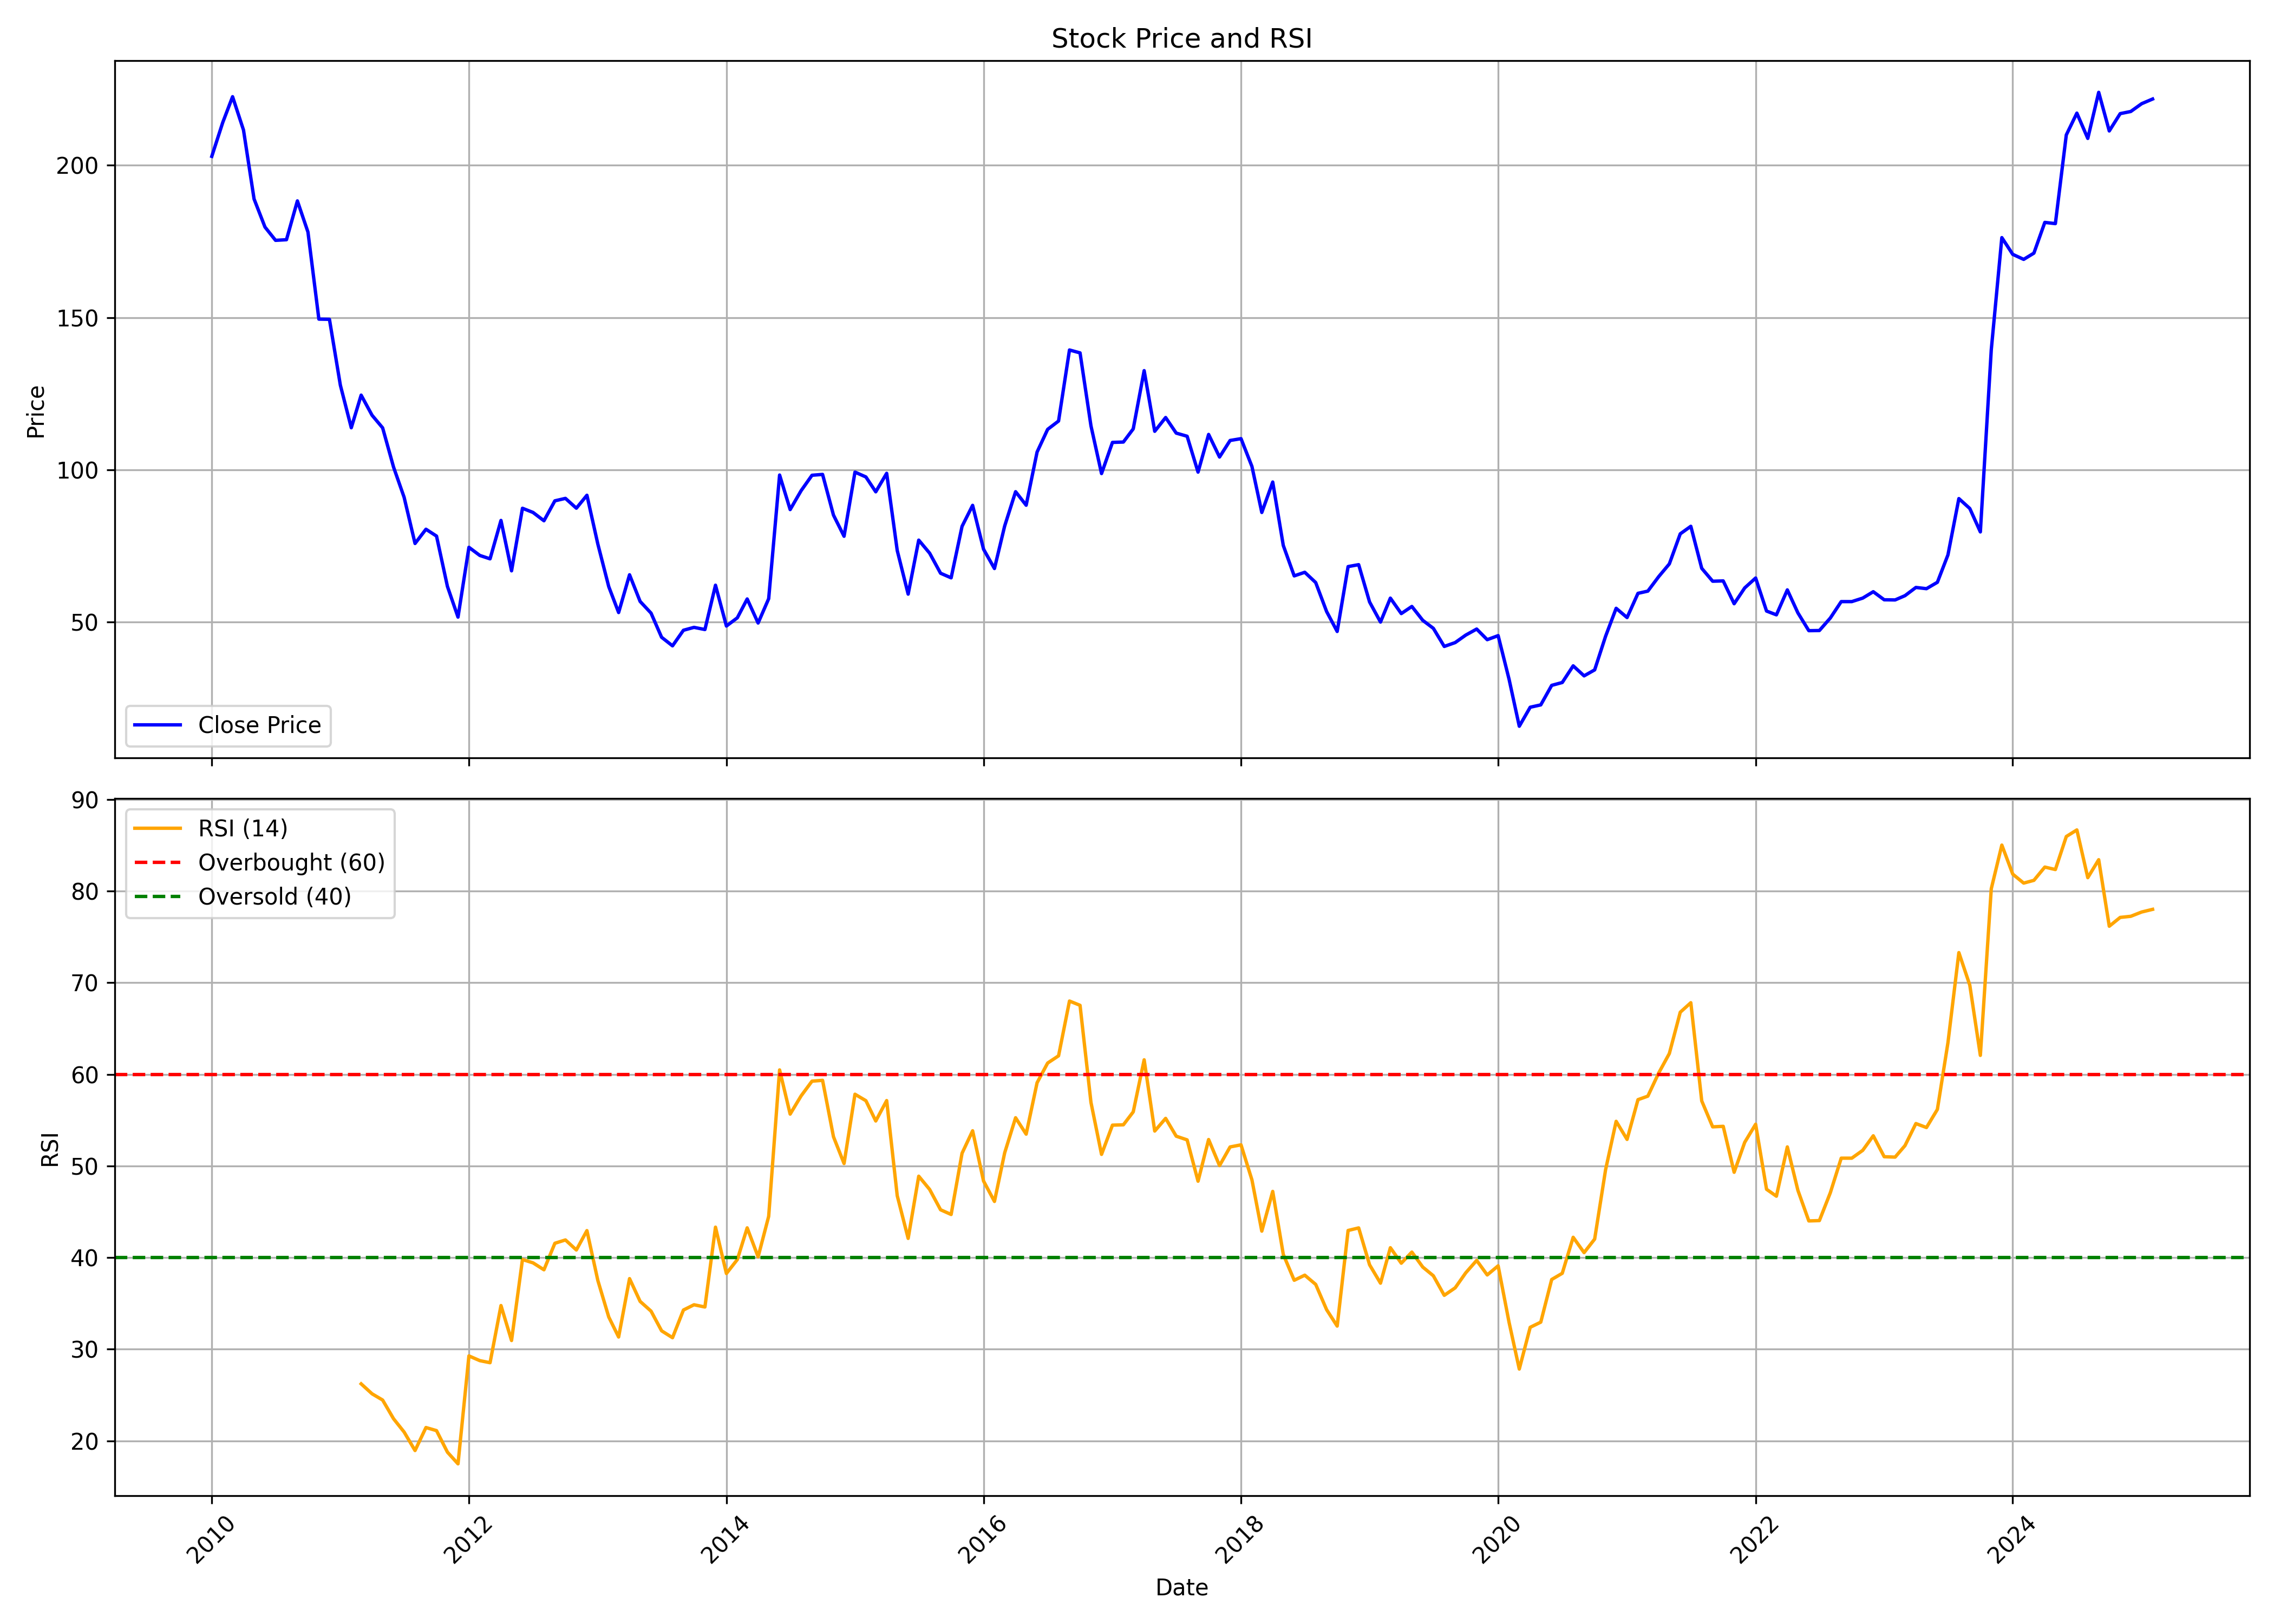 Stock Price and RSI
Price
200
150
100
50
Close Price
RSI
90
80
70
60
50
40
30
20
RSI (14)
Overbought (60)
Oversold (40)
2010
2012
2014
2016
2018
2020
2022
2024
Date